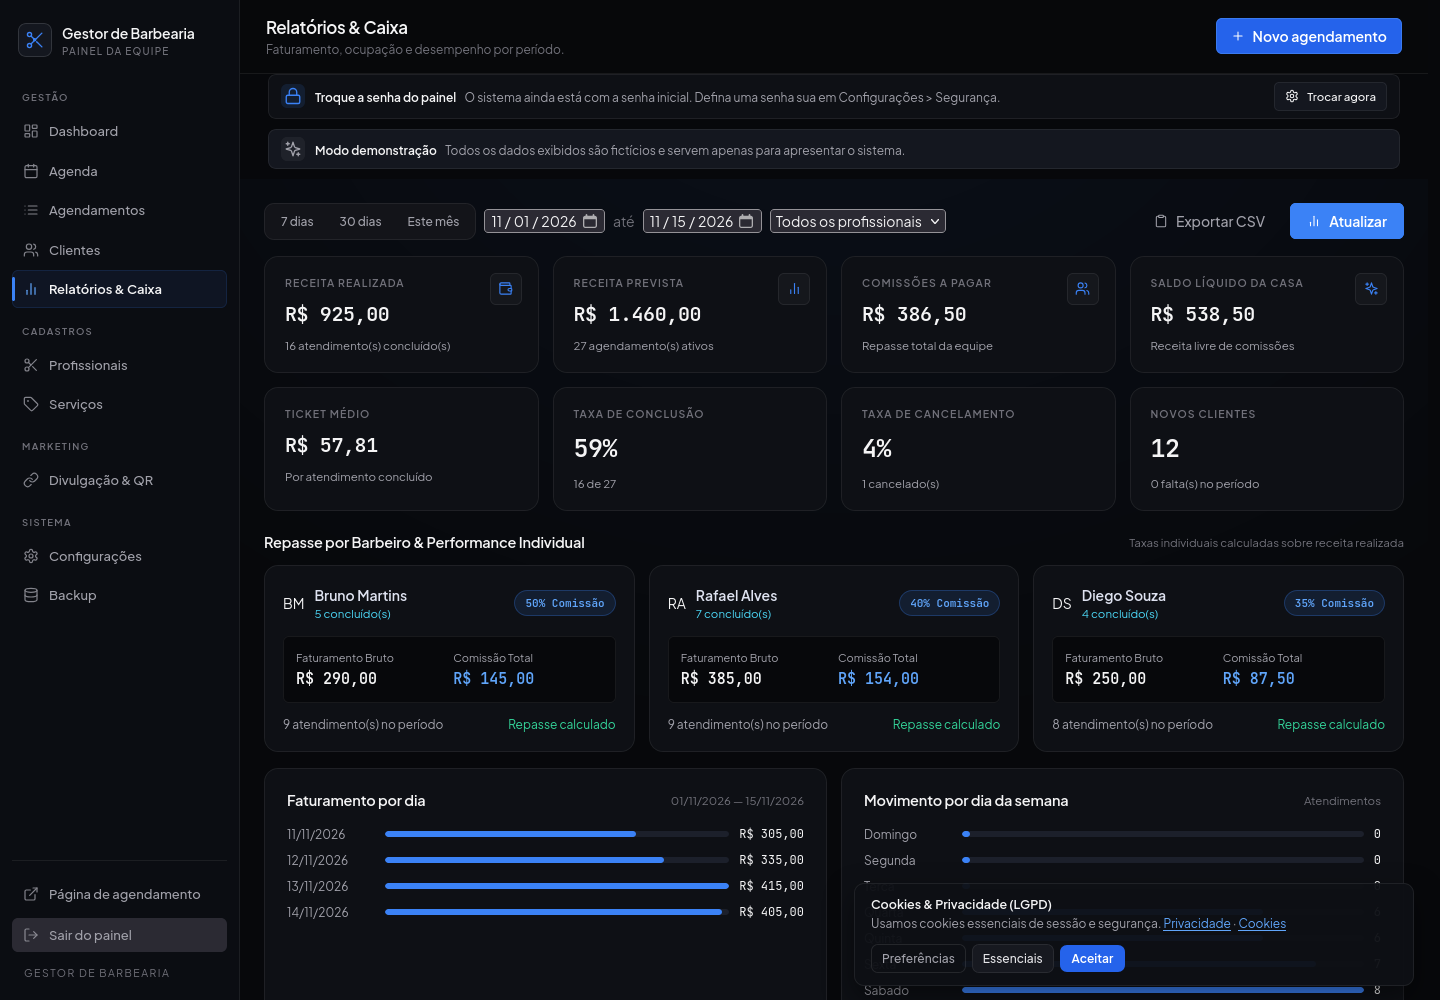 Gestor de Barbearia
PAINEL DA EQUIPE
GESTÃO
Dashboard
Agenda
Agendamentos
Clientes
Relatórios & Caixa
CADASTROS
Profissionais
Serviços
MARKETING
Divulgação & QR
SISTEMA
Configurações
Backup
Página de agendamento
Sair do painel
GESTOR DE BARBEARIA
Relatórios & Caixa
Faturamento, ocupação e desempenho por período.
+ Novo agendamento
Troque a senha do painel O sistema ainda está com a senha inicial. Defina uma senha sua em Configurações > Segurança. Trocar agora
Modo demonstração Todos os dados exibidos são fictícios e servem apenas para apresentar o sistema.
7 dias 30 dias Este mês 11 / 01 / 2026 até 11 / 15 / 2026 Todos os profissionais Exportar CSV Atualizar
RECEITA REALIZADA
R$ 925,00
16 atendimento(s) concluído(s)
RECEITA PREVISTA
R$ 1.460,00
27 agendamento(s) ativos
COMISSÕES A PAGAR
R$ 386,50
Repasse total da equipe
SALDO LÍQUIDO DA CASA
R$ 538,50
Receita livre de comissões
TICKET MÉDIO
R$ 57,81
Por atendimento concluído
TAXA DE CONCLUSÃO
59%
16 de 27
TAXA DE CANCELAMENTO
4%
1 cancelado(s)
NOVOS CLIENTES
12
0 falta(s) no período
Repasse por Barbeiro & Performance Individual Taxas individuais calculadas sobre receita realizada
BM Bruno Martins 50% Comissão
5 concluído(s)
Faturamento Bruto Comissão Total
R$ 290,00 R$ 145,00
9 atendimento(s) no período Repasse calculado
RA Rafael Alves 40% Comissão
7 concluído(s)
Faturamento Bruto Comissão Total
R$ 385,00 R$ 154,00
9 atendimento(s) no período Repasse calculado
DS Diego Souza 35% Comissão
4 concluído(s)
Faturamento Bruto Comissão Total
R$ 250,00 R$ 87,50
8 atendimento(s) no período Repasse calculado
Faturamento por dia 01/11/2026 — 15/11/2026
11/11/2026 R$ 305,00
12/11/2026 R$ 335,00
13/11/2026 R$ 415,00
14/11/2026 R$ 405,00
Movimento por dia da semana Atendimentos
Domingo 0
Segunda 0
Sábado 8
Cookies & Privacidade (LGPD)
Usamos cookies essenciais de sessão e segurança. Privacidade · Cookies
Preferências Essenciais Aceitar